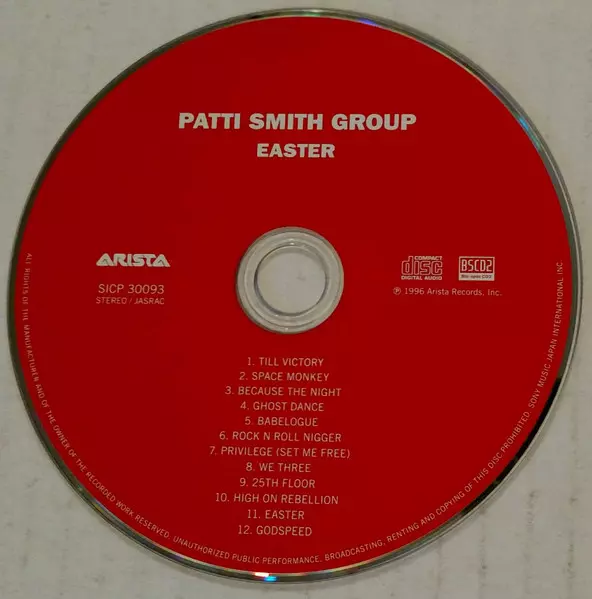 PATTI SMITH GROUP
EASTER
ARISTA
SICP 30093
STEREO / JASRAC
COMPACT
disc
DIGITAL AUDIO
BSCD2
Blu-spec CD2
℗ 1996 Arista Records, Inc.
1. TILL VICTORY
2. SPACE MONKEY
3. BECAUSE THE NIGHT
4. GHOST DANCE
5. BABELOGUE
6. ROCK N ROLL NIGGER
7. PRIVILEGE (SET ME FREE)
8. WE THREE
9. 25TH FLOOR
10. HIGH ON REBELLION
11. EASTER
12. GODSPEED
ALL RIGHTS OF THE MANUFACTURER AND OF THE OWNER OF THE RECORDED WORK RESERVED. UNAUTHORIZED PUBLIC PERFORMANCE, BROADCASTING, RENTING AND COPYING OF THIS DISC PROHIBITED. SONY MUSIC JAPAN INTERNATIONAL INC.